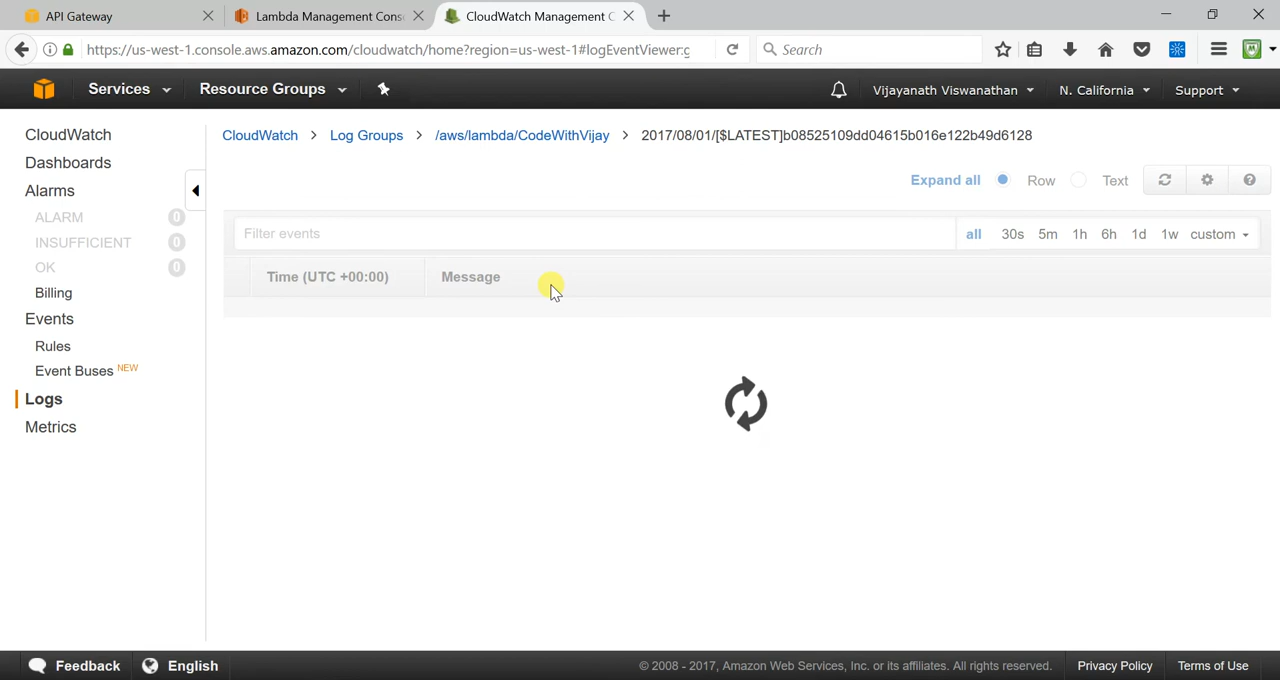 API Gateway
Lambda Management Cons
CloudWatch Management C
https://us-west-1.console.aws.amazon.com/cloudwatch/home?region=us-west-1#logEventViewer:g
Search
Services
Resource Groups
Vijayanath Viswanathan
N. California
Support
CloudWatch
Dashboards
Alarms
ALARM 0
INSUFFICIENT 0
OK 0
Billing
Events
Rules
Event Buses NEW
Logs
Metrics
CloudWatch > Log Groups > /aws/lambda/CodeWithVijay > 2017/08/01/[$LATEST]b08525109dd04615b016e122b49d6128
Expand all Row Text
Filter events
all 30s 5m 1h 6h 1d 1w custom
Time (UTC +00:00) Message
Feedback
English
© 2008 - 2017, Amazon Web Services, Inc. or its affiliates. All rights reserved.
Privacy Policy
Terms of Use